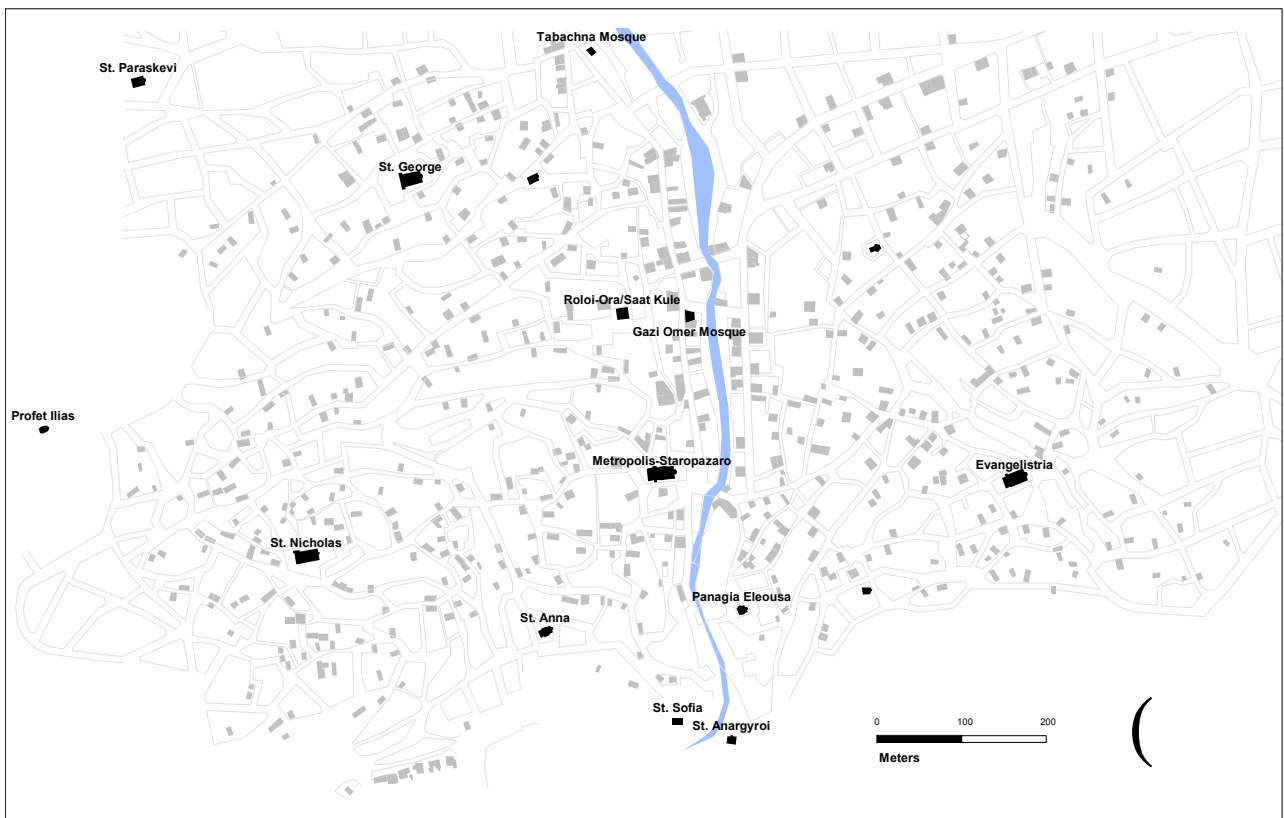 Tabachna Mosque
St. Paraskevi
St. George
Roloi-Ora/Saat Kule
Gazi Omer Mosque
Profet Ilias
Metropolis-Staropazaro
Evangelistria
St. Nicholas
Panagia Eleousa
St. Anna
St. Sofia
St. Anargyroi
0 100 200
Meters